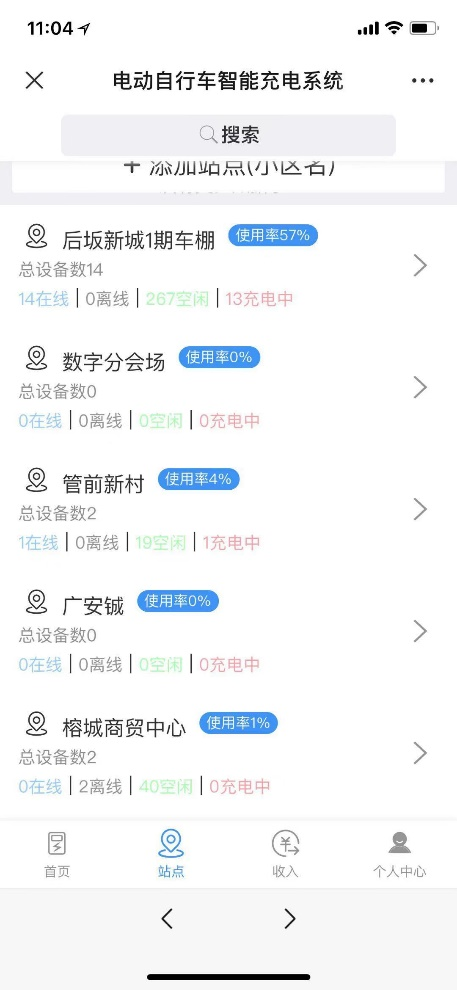 11:04
电动自行车智能充电系统
搜索
+ 添加站点(小区名)
后坂新城1期车棚 使用率57%
总设备数14
14在线 | 0离线 | 267空闲 | 13充电中
数字分会场 使用率0%
总设备数0
0在线 | 0离线 | 0空闲 | 0充电中
管前新村 使用率4%
总设备数2
1在线 | 0离线 | 19空闲 | 1充电中
广安铖 使用率0%
总设备数0
0在线 | 0离线 | 0空闲 | 0充电中
榕城商贸中心 使用率1%
总设备数2
0在线 | 2离线 | 40空闲 | 0充电中
首页 站点 收入 个人中心